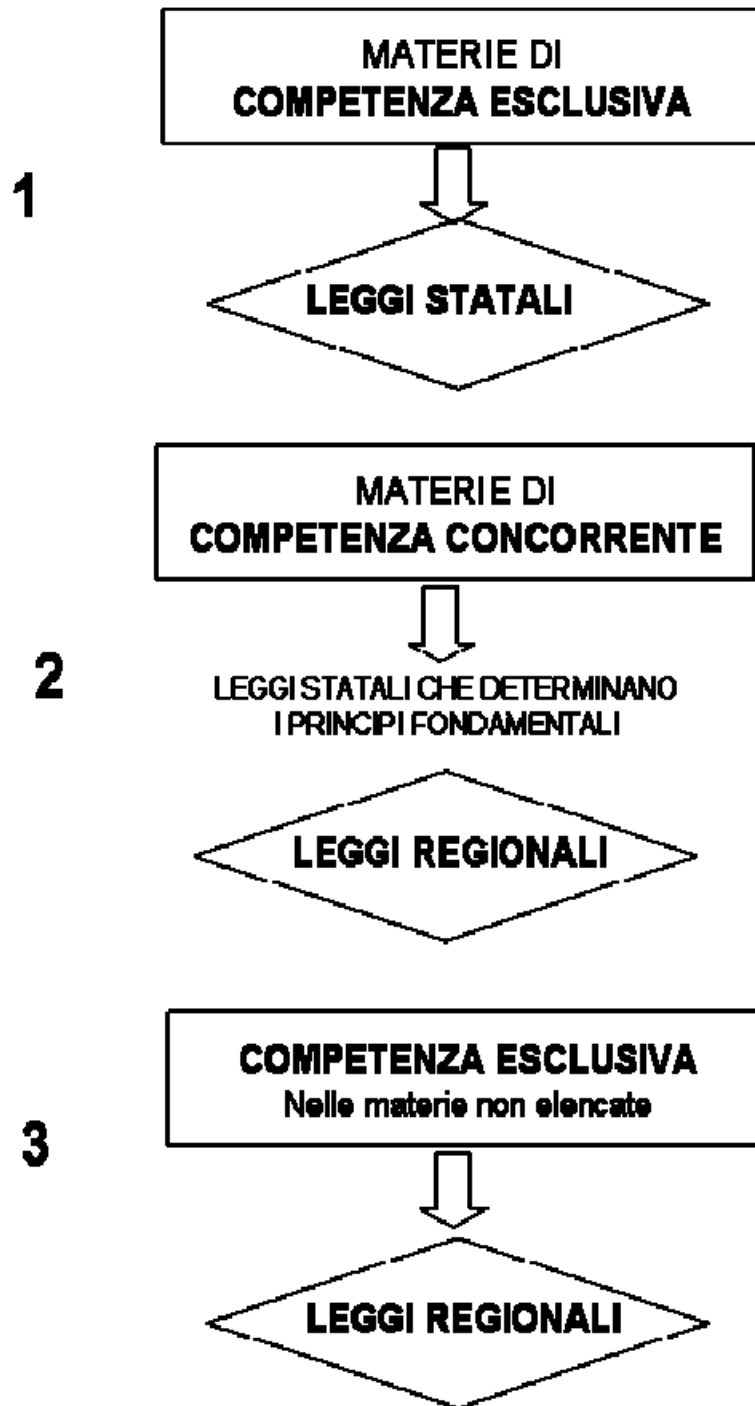 MATERIE DI
COMPETENZA ESCLUSIVA
1
LEGGI STATALI
MATERIE DI
COMPETENZA CONCORRENTE
2
LEGGI STATALI CHE DETERMINANO
I PRINCIPI FONDAMENTALI
LEGGI REGIONALI
COMPETENZA ESCLUSIVA
Nelle materie non elencate
3
LEGGI REGIONALI